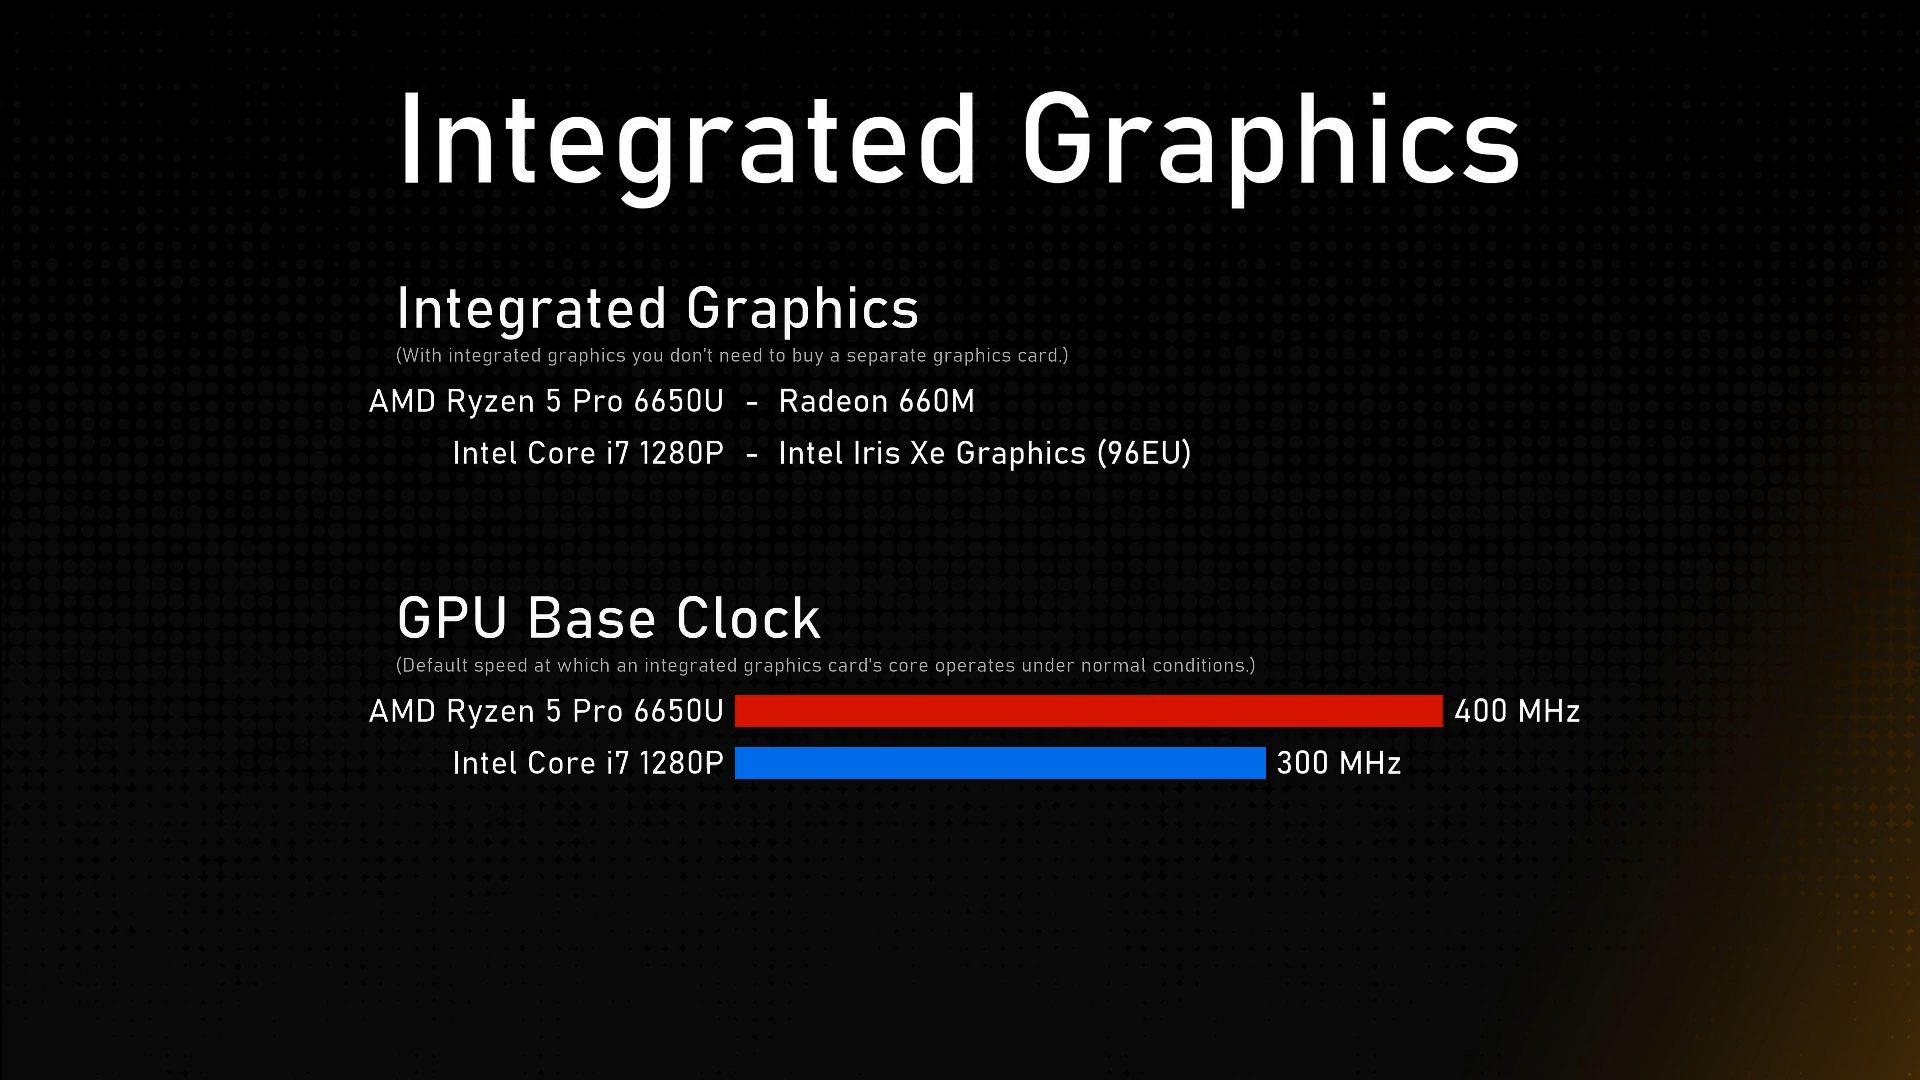 Integrated Graphics
Integrated Graphics
(With integrated graphics you don't need to buy a separate graphics card.)
AMD Ryzen 5 Pro 6650U - Radeon 660M
Intel Core i7 1280P - Intel Iris Xe Graphics (96EU)
GPU Base Clock
(Default speed at which an integrated graphics card's core operates under normal conditions.)
AMD Ryzen 5 Pro 6650U 400 MHz
Intel Core i7 1280P 300 MHz